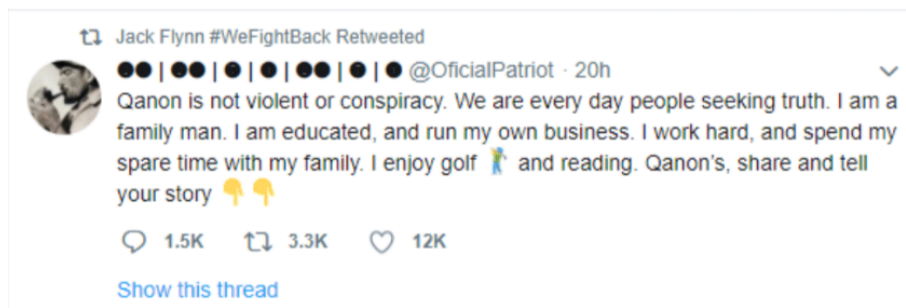 Jack Flynn #WeFightBack Retweeted
●● | ●● | ● | ● | ●● | ● | ● @OficialPatriot · 20h
Qanon is not violent or conspiracy. We are every day people seeking truth. I am a
family man. I am educated, and run my own business. I work hard, and spend my
spare time with my family. I enjoy golf 🏌 and reading. Qanon's, share and tell
your story 👇👇
1.5K 3.3K 12K
Show this thread